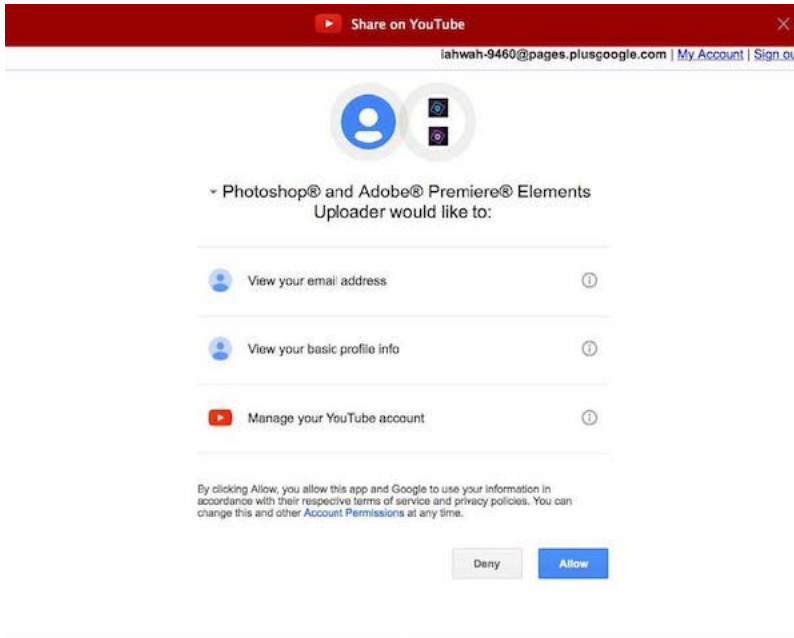 Share on YouTube
iahwah-9460@pages.plusgoogle.com | My Account | Sign ou
Photoshop® and Adobe® Premiere® Elements
Uploader would like to:
View your email address
View your basic profile info
Manage your YouTube account
By clicking Allow, you allow this app and Google to use your information in
accordance with their respective terms of service and privacy policies. You can
change this and other Account Permissions at any time.
Deny Allow